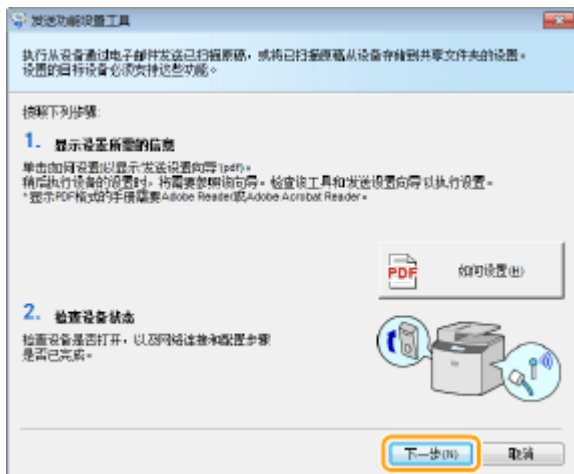 发送功能设置工具
执行从设备通过电子邮件发送已扫描原稿，或将已扫描原稿从设备存储到共享文件夹的设置。
设置的目标设备必须支持这些功能。
按照下列步骤:
1. 显示设置所需的信息
单击[如何设置]以显示"发送设置向导"(pdf)。
稍后执行设备的设置时，将需要参照该向导。检查该工具和"发送设置向导"以执行设置。
*显示PDF格式的手册需要Adobe Reader或Adobe Acrobat Reader。
PDF
如何设置(H)
2. 检查设备状态
检查设备是否打开，以及网络连接和配置步骤
是否已完成。
下一步(N)
取消